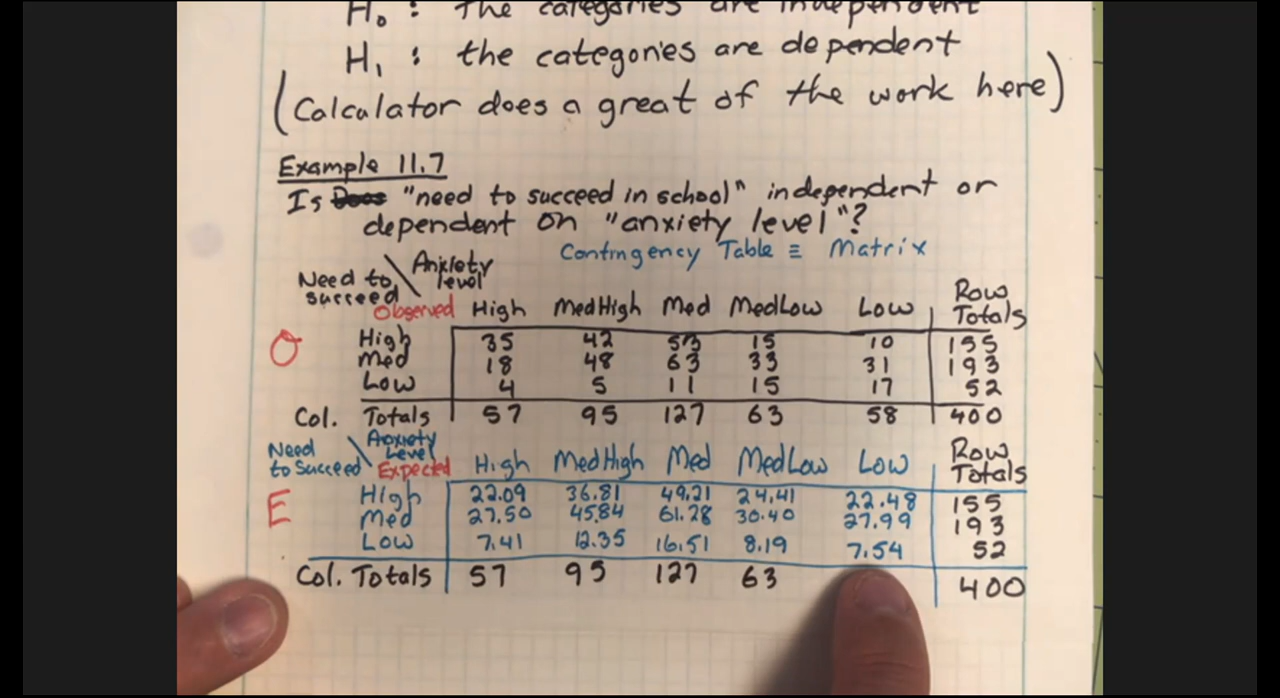 H₀ : the categories are independent
H₁ : the categories are dependent
(Calculator does a great of the work here)
Example 11.7
Is "need to succeed in school" independent or
dependent on "anxiety level"?
Contingency Table ≡ Matrix
Need to succeed \ Anxiety level
Observed High MedHigh Med MedLow Low Row Totals
O
High 35 42 53 15 10 155
Med 18 48 63 33 31 193
Low 4 5 11 15 17 52
Col. Totals 57 95 127 63 58 400
Need to Succeed \ Anxiety Level
Expected High MedHigh Med MedLow Low Row Totals
E
High 22.09 36.81 49.21 24.41 22.48 155
Med 27.50 45.84 61.28 30.40 27.99 193
Low 7.41 12.35 16.51 8.19 7.54 52
Col. Totals 57 95 127 63 400